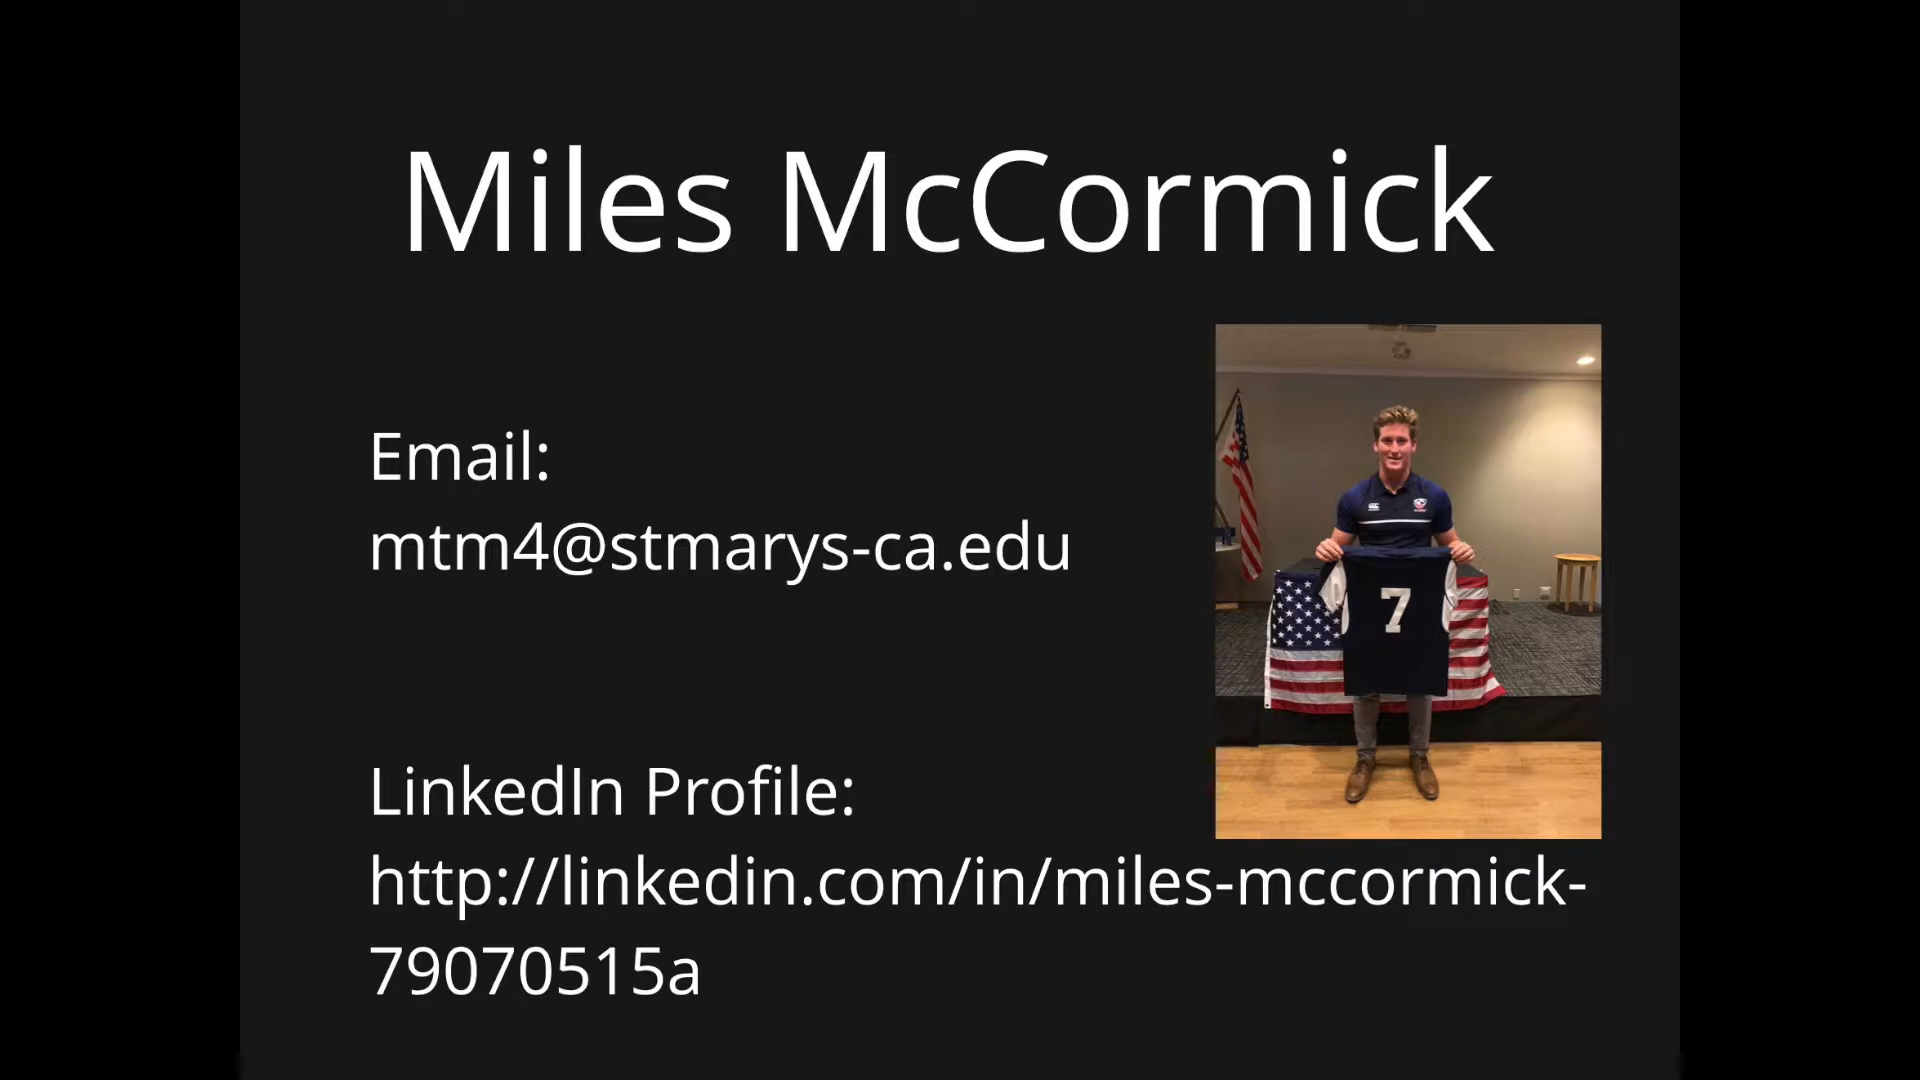 Miles McCormick
Email:
mtm4@stmarys-ca.edu
7
LinkedIn Profile:
http://linkedin.com/in/miles-mccormick-
79070515a